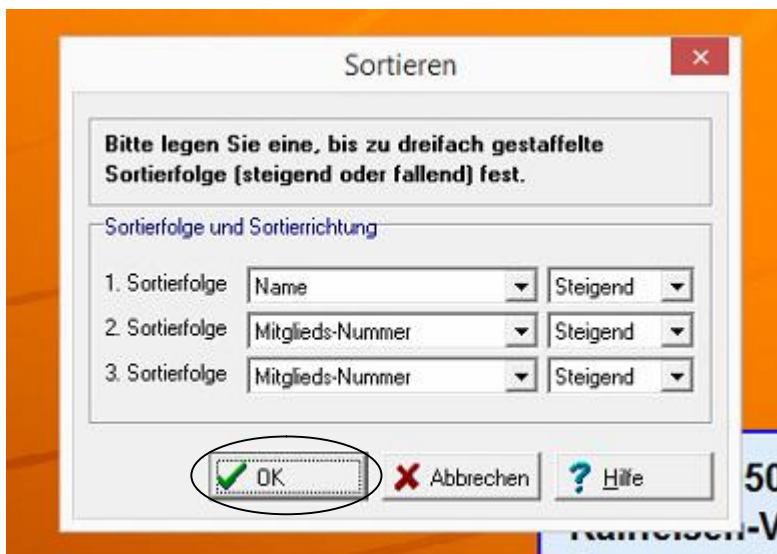 Sortieren
Bitte legen Sie eine, bis zu dreifach gestaffelte
Sortierfolge (steigend oder fallend) fest.
Sortierfolge und Sortierrichtung
1. Sortierfolge Name Steigend
2. Sortierfolge Mitglieds-Nummer Steigend
3. Sortierfolge Mitglieds-Nummer Steigend
OK Abbrechen Hilfe
50